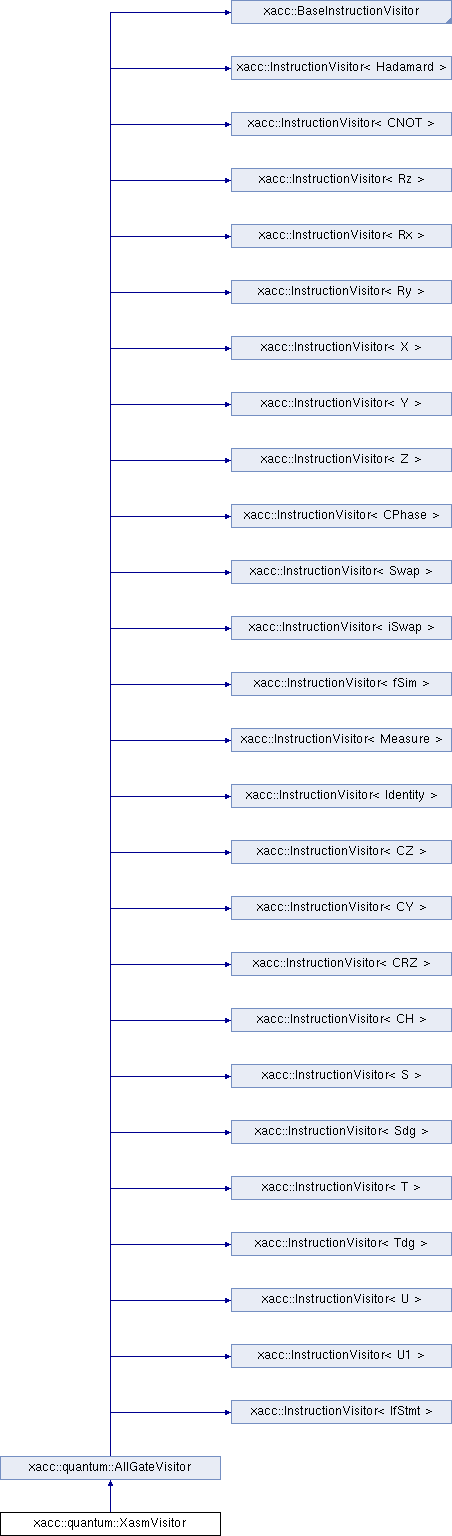 xacc::BaseInstructionVisitor
xacc::InstructionVisitor< Hadamard >
xacc::InstructionVisitor< CNOT >
xacc::InstructionVisitor< Rz >
xacc::InstructionVisitor< Rx >
xacc::InstructionVisitor< Ry >
xacc::InstructionVisitor< X >
xacc::InstructionVisitor< Y >
xacc::InstructionVisitor< Z >
xacc::InstructionVisitor< CPhase >
xacc::InstructionVisitor< Swap >
xacc::InstructionVisitor< iSwap >
xacc::InstructionVisitor< fSim >
xacc::InstructionVisitor< Measure >
xacc::InstructionVisitor< Identity >
xacc::InstructionVisitor< CZ >
xacc::InstructionVisitor< CY >
xacc::InstructionVisitor< CRZ >
xacc::InstructionVisitor< CH >
xacc::InstructionVisitor< S >
xacc::InstructionVisitor< Sdg >
xacc::InstructionVisitor< T >
xacc::InstructionVisitor< Tdg >
xacc::InstructionVisitor< U >
xacc::InstructionVisitor< U1 >
xacc::InstructionVisitor< IfStmt >
xacc::quantum::AllGateVisitor
xacc::quantum::XasmVisitor